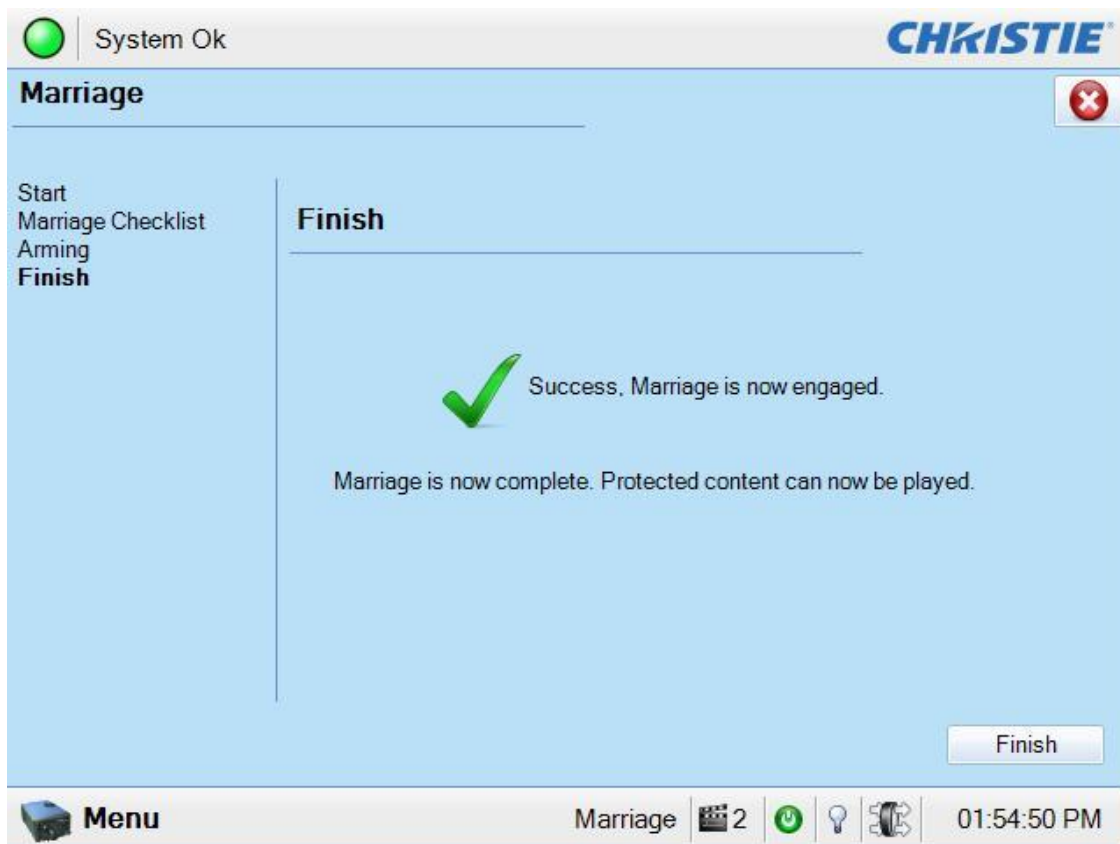 System Ok
CHRISTIE®
Marriage
Start
Marriage Checklist
Arming
Finish
Finish
Success, Marriage is now engaged.
Marriage is now complete. Protected content can now be played.
Finish
Menu
Marriage
2
01:54:50 PM